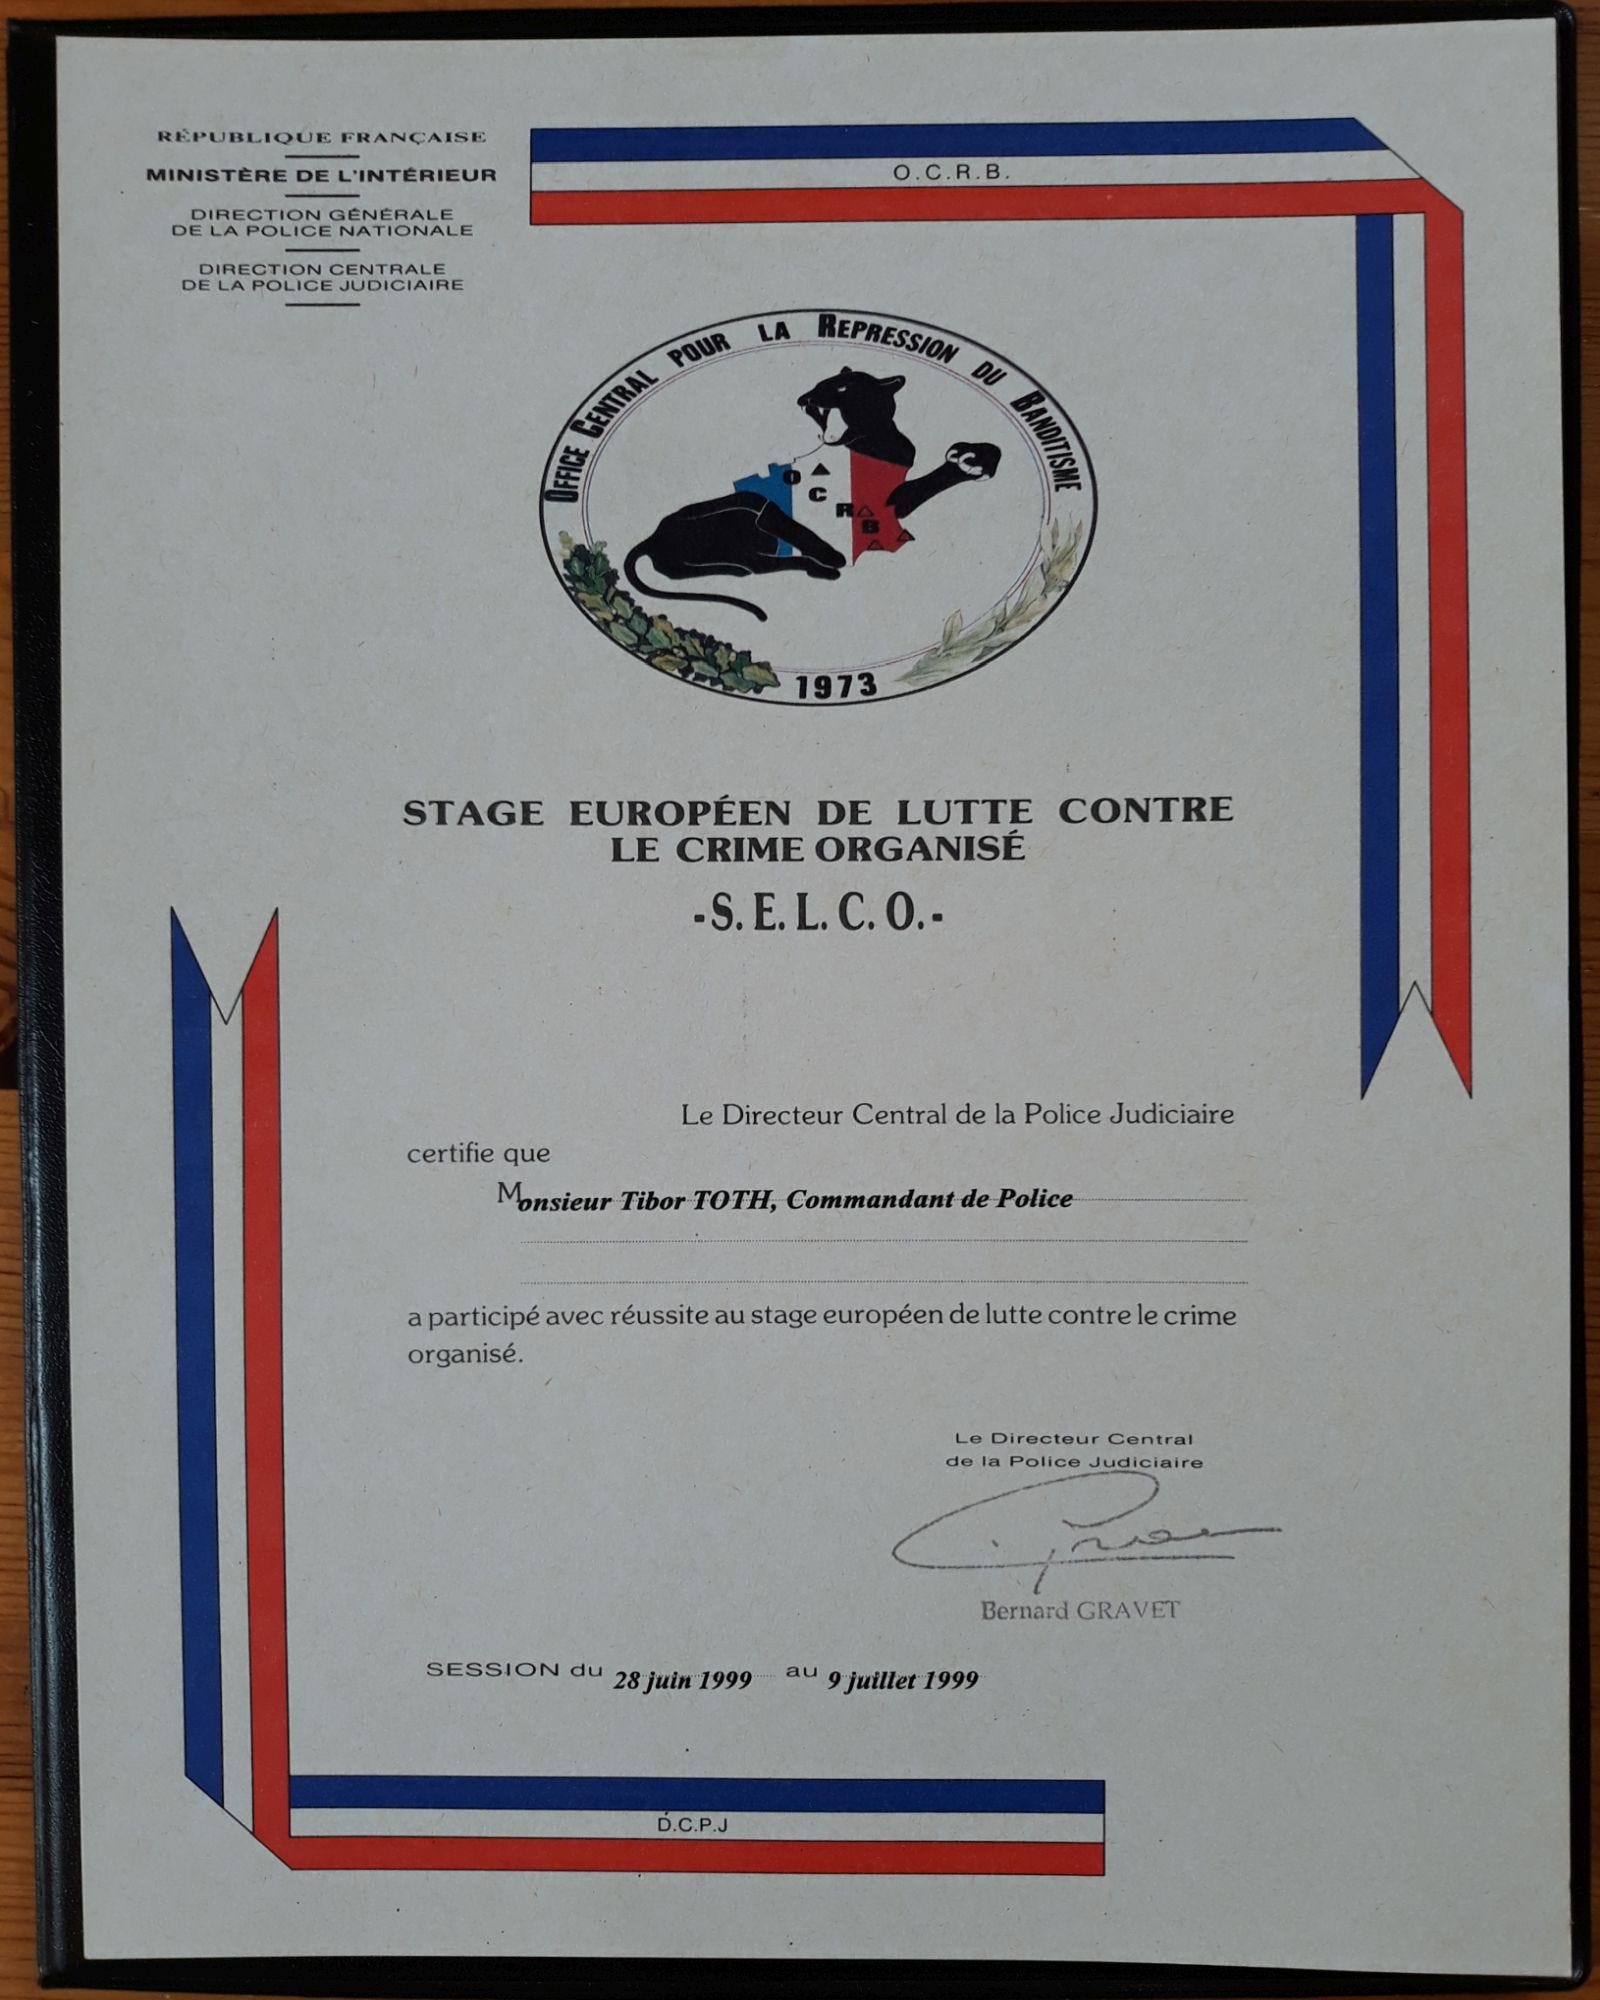 RÉPUBLIQUE FRANÇAISE
MINISTÈRE DE L'INTÉRIEUR
DIRECTION GÉNÉRALE
DE LA POLICE NATIONALE
DIRECTION CENTRALE
DE LA POLICE JUDICIAIRE
O.C.R.B.
OFFICE CENTRAL POUR LA REPRESSION DU BANDITISME
O C R B
1973
STAGE EUROPÉEN DE LUTTE CONTRE
LE CRIME ORGANISÉ
-S. E. L. C. O.-
Le Directeur Central de la Police Judiciaire
certifie que
Monsieur Tibor TOTH, Commandant de Police
a participé avec réussite au stage européen de lutte contre le crime
organisé.
Le Directeur Central
de la Police Judiciaire
Bernard GRAVET
SESSION du 28 juin 1999 au 9 juillet 1999
D.C.P.J